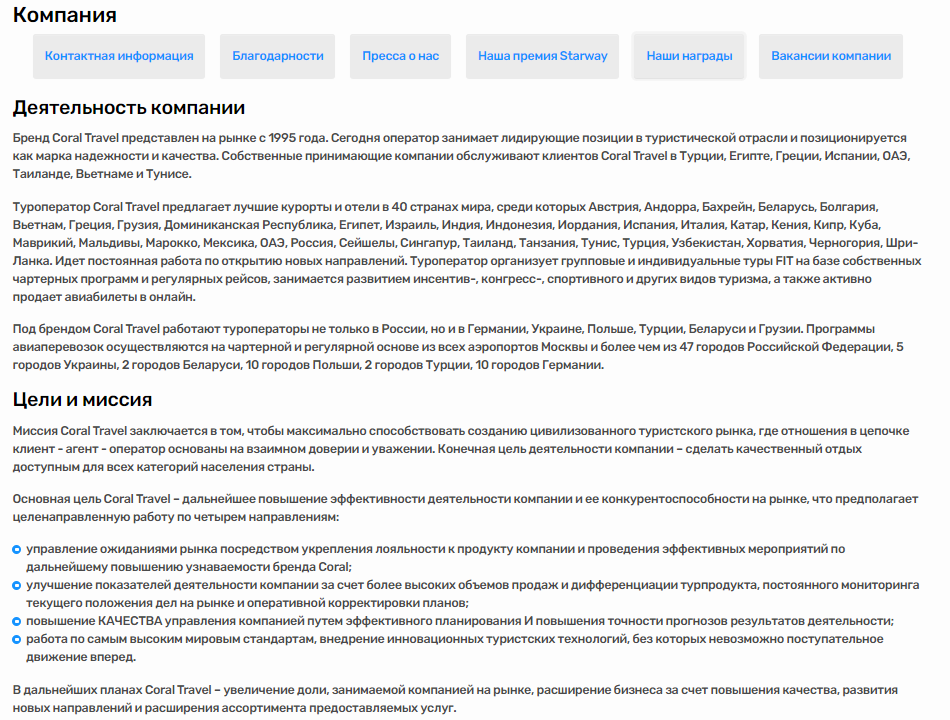 Компания
Контактная информация
Благодарности
Пресса о нас
Наша премия Starway
Наши награды
Вакансии компании
Деятельность компании
Бренд Coral Travel представлен на рынке с 1995 года. Сегодня оператор занимает лидирующие позиции в туристической отрасли и позиционируется
как марка надежности и качества. Собственные принимающие компании обслуживают клиентов Coral Travel в Турции, Египте, Греции, Испании, ОАЭ,
Таиланде, Вьетнаме и Тунисе.
Туроператор Coral Travel предлагает лучшие курорты и отели в 40 странах мира, среди которых Австрия, Андорра, Бахрейн, Беларусь, Болгария,
Вьетнам, Греция, Грузия, Доминиканская Республика, Египет, Израиль, Индия, Индонезия, Иордания, Испания, Италия, Катар, Кения, Кипр, Куба,
Маврикий, Мальдивы, Марокко, Мексика, ОАЭ, Россия, Сейшелы, Сингапур, Таиланд, Танзания, Тунис, Турция, Узбекистан, Хорватия, Черногория, Шри-
Ланка. Идет постоянная работа по открытию новых направлений. Туроператор организует групповые и индивидуальные туры FIT на базе собственных
чартерных программ и регулярных рейсов, занимается развитием инсентив-, конгресс-, спортивного и других видов туризма, а также активно
продает авиабилеты в онлайн.
Под брендом Coral Travel работают туроператоры не только в России, но и в Германии, Украине, Польше, Турции, Беларуси и Грузии. Программы
авиаперевозок осуществляются на чартерной и регулярной основе из всех аэропортов Москвы и более чем из 47 городов Российской Федерации, 5
городов Украины, 2 городов Беларуси, 10 городов Польши, 2 городов Турции, 10 городов Германии.
Цели и миссия
Миссия Coral Travel заключается в том, чтобы максимально способствовать созданию цивилизованного туристского рынка, где отношения в цепочке
клиент - агент - оператор основаны на взаимном доверии и уважении. Конечная цель деятельности компании – сделать качественный отдых
доступным для всех категорий населения страны.
Основная цель Coral Travel – дальнейшее повышение эффективности деятельности компании и ее конкурентоспособности на рынке, что предполагает
целенаправленную работу по четырем направлениям:
управление ожиданиями рынка посредством укрепления лояльности к продукту компании и проведения эффективных мероприятий по
дальнейшему повышению узнаваемости бренда Coral;
улучшение показателей деятельности компании за счет более высоких объемов продаж и дифференциации турпродукта, постоянного мониторинга
текущего положения дел на рынке и оперативной корректировки планов;
повышение КАЧЕСТВА управления компанией путем эффективного планирования И повышения точности прогнозов результатов деятельности;
работа по самым высоким мировым стандартам, внедрение инновационных туристских технологий, без которых невозможно поступательное
движение вперед.
В дальнейших планах Coral Travel – увеличение доли, занимаемой компанией на рынке, расширение бизнеса за счет повышения качества, развития
новых направлений и расширения ассортимента предоставляемых услуг.